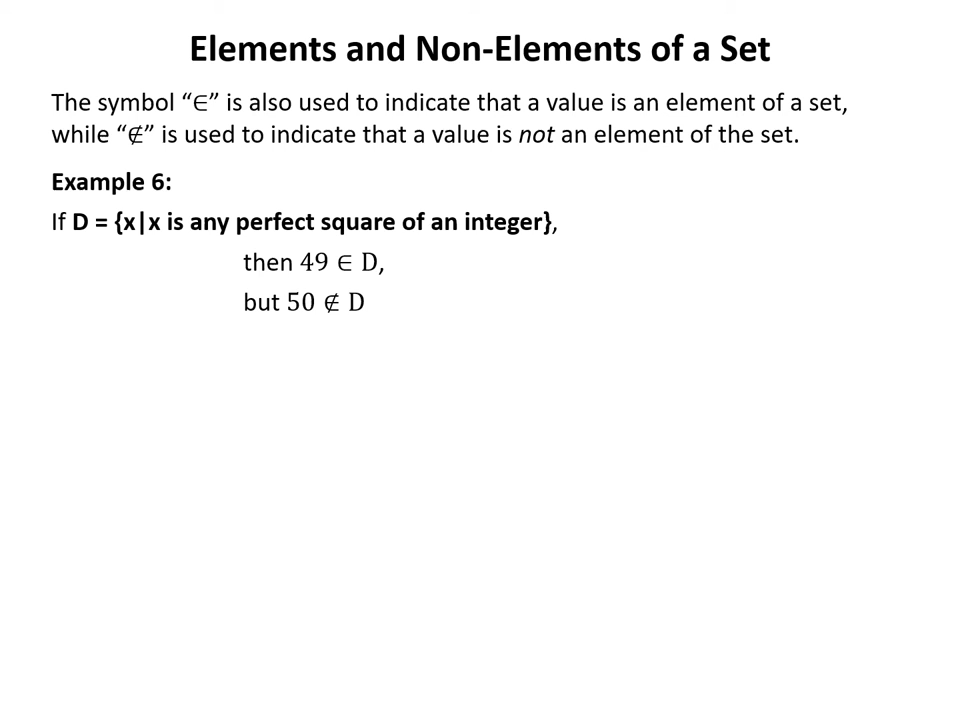 Elements and Non-Elements of a Set
The symbol “∈” is also used to indicate that a value is an element of a set,
while “∉” is used to indicate that a value is not an element of the set.
Example 6:
If D = {x|x is any perfect square of an integer},
then 49 ∈ D,
but 50 ∉ D